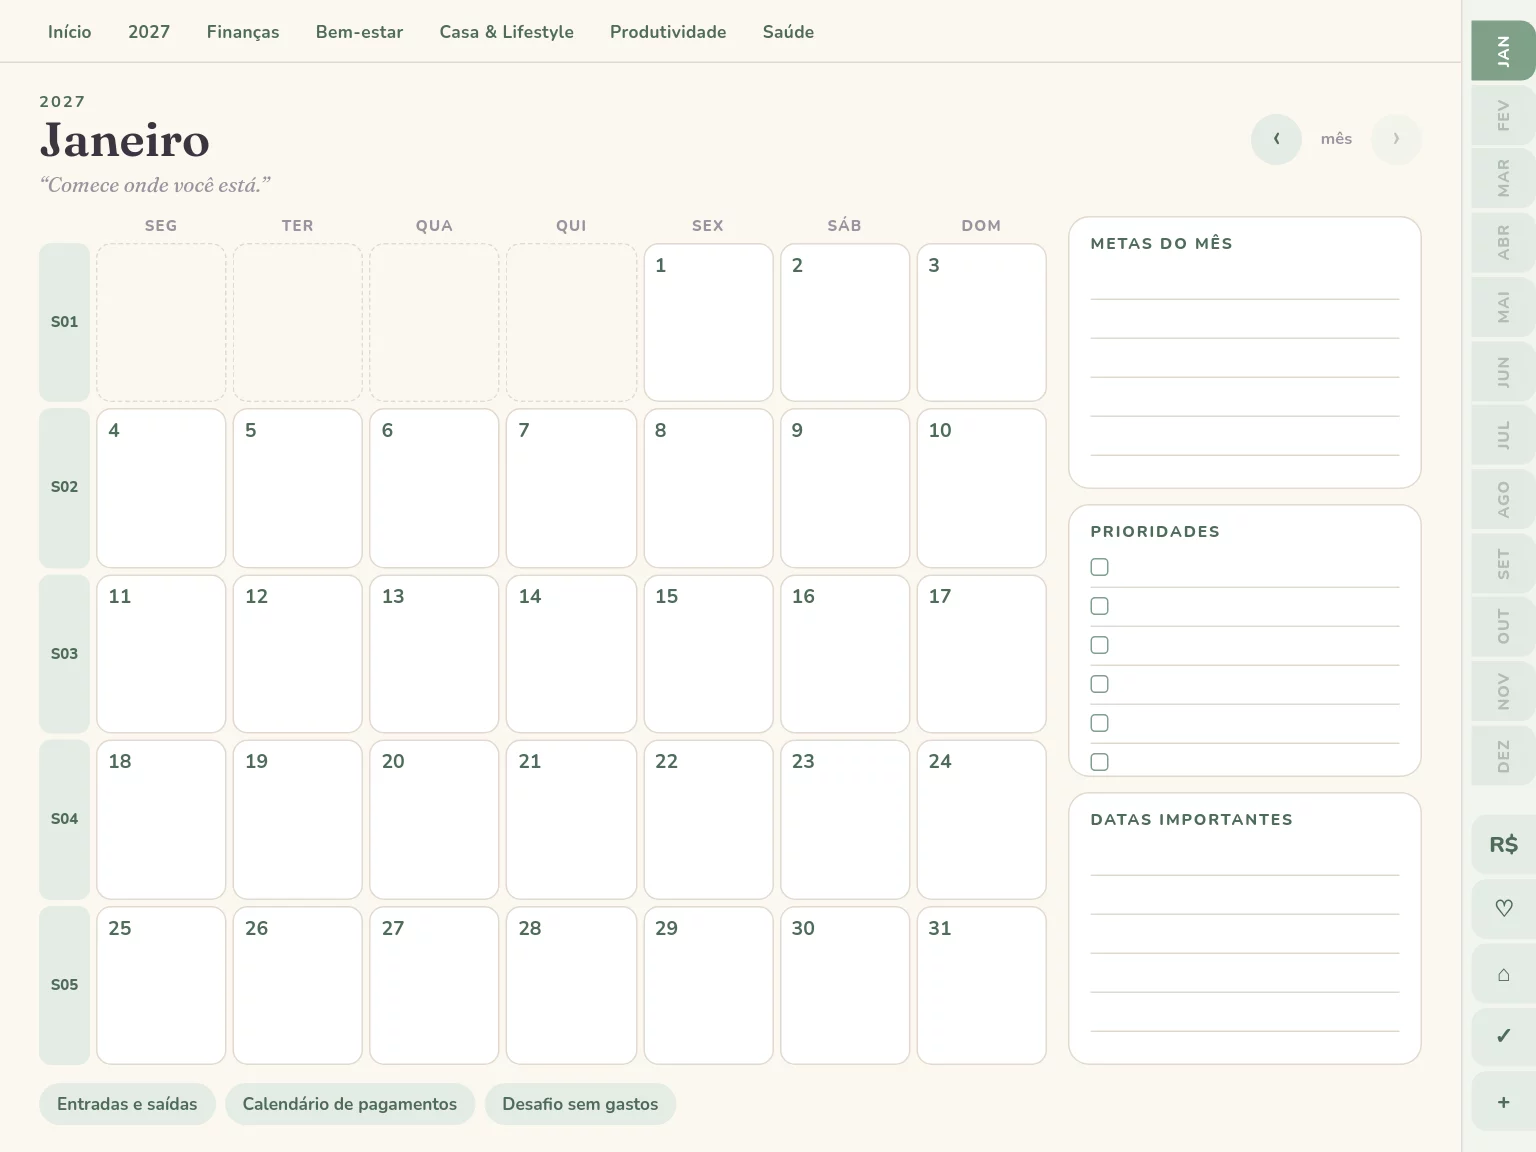 Início 2027 Finanças Bem-estar Casa & Lifestyle Produtividade Saúde
2027
Janeiro
“Comece onde você está.”
‹ mês ›
SEG TER QUA QUI SEX SÁB DOM
S01 1 2 3
S02 4 5 6 7 8 9 10
S03 11 12 13 14 15 16 17
S04 18 19 20 21 22 23 24
S05 25 26 27 28 29 30 31
METAS DO MÊS
PRIORIDADES
DATAS IMPORTANTES
Entradas e saídas Calendário de pagamentos Desafio sem gastos
JAN
FEV
MAR
ABR
MAI
JUN
JUL
AGO
SET
OUT
NOV
DEZ
R$
♡
⌂
✓
+